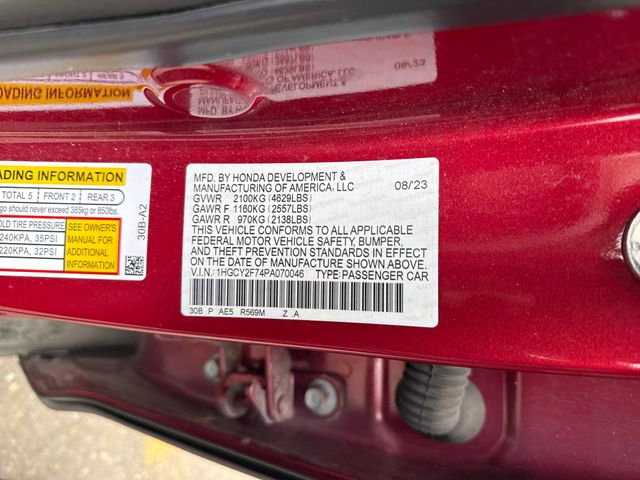 ADING INFORMATION
TOTAL 5 FRONT 2 REAR 3
go should never exceed 385kg or 850lbs.
LD TIRE PRESSURE
240KPA, 35PSI
220KPA, 32PSI
SEE OWNER'S
MANUAL FOR
ADDITIONAL
INFORMATION
30B-A2
MFD. BY HONDA DEVELOPMENT &
MANUFACTURING OF AMERICA, LLC 08/23
GVWR 2100KG (4629LBS)
GAWR F 1160KG (2557LBS)
GAWR R 970KG (2138LBS)
THIS VEHICLE CONFORMS TO ALL APPLICABLE
FEDERAL MOTOR VEHICLE SAFETY, BUMPER,
AND THEFT PREVENTION STANDARDS IN EFFECT
ON THE DATE OF MANUFACTURE SHOWN ABOVE.
V.I.N.: 1HGCY2F74PA070046 TYPE: PASSENGER CAR
30B P AE5 R569M Z A